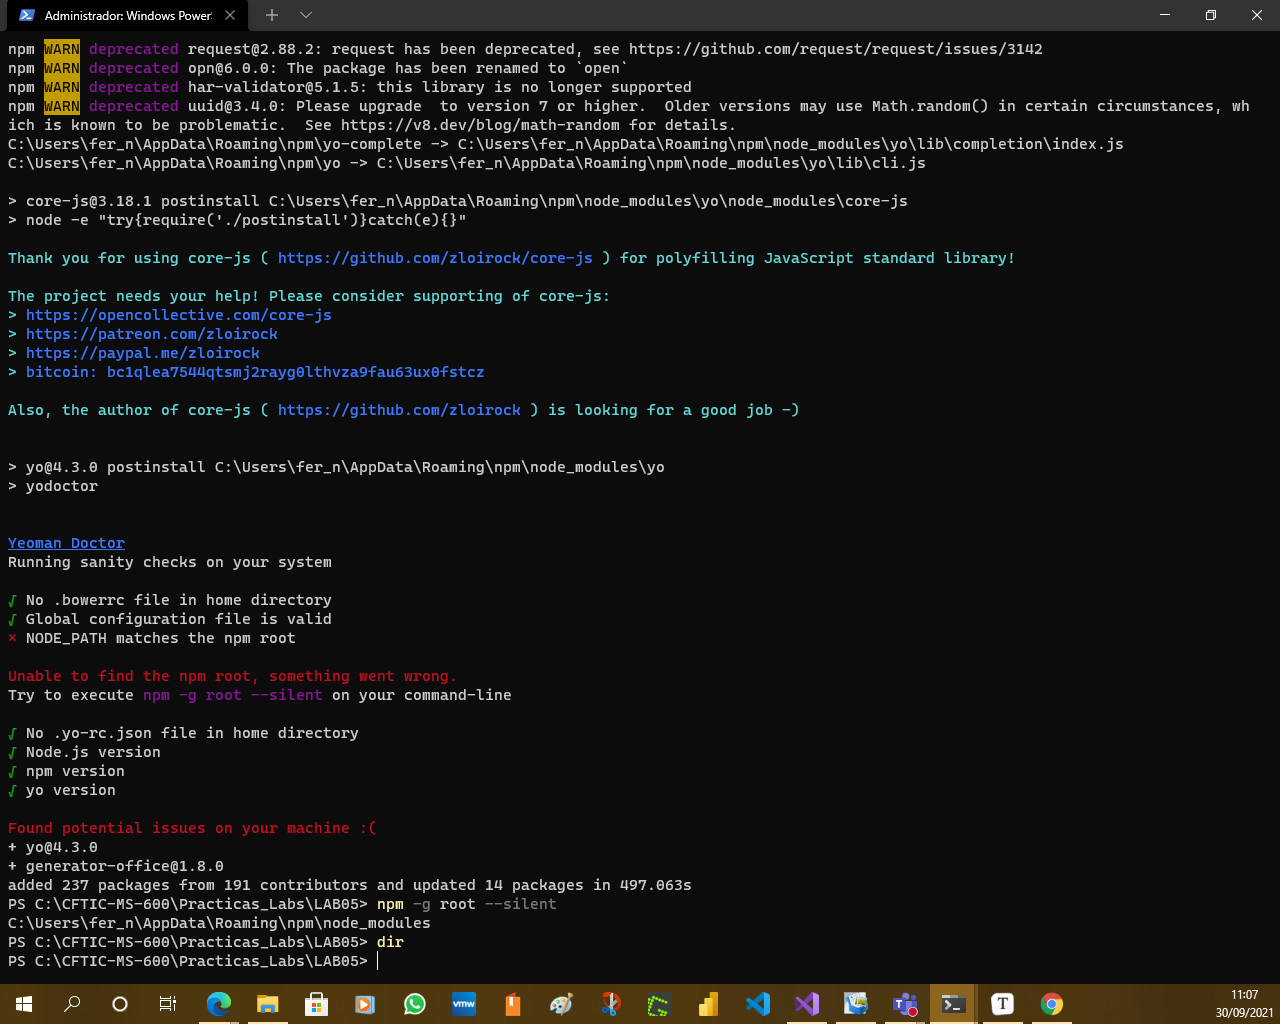 Administrador: Windows Power
npm WARN deprecated request@2.88.2: request has been deprecated, see https://github.com/request/request/issues/3142
npm WARN deprecated opn@6.0.0: The package has been renamed to `open`
npm WARN deprecated har-validator@5.1.5: this library is no longer supported
npm WARN deprecated uuid@3.4.0: Please upgrade  to version 7 or higher.  Older versions may use Math.random() in certain circumstances, wh
ich is known to be problematic.  See https://v8.dev/blog/math-random for details.
C:\Users\fer_n\AppData\Roaming\npm\yo-complete -> C:\Users\fer_n\AppData\Roaming\npm\node_modules\yo\lib\completion\index.js
C:\Users\fer_n\AppData\Roaming\npm\yo -> C:\Users\fer_n\AppData\Roaming\npm\node_modules\yo\lib\cli.js
> core-js@3.18.1 postinstall C:\Users\fer_n\AppData\Roaming\npm\node_modules\yo\node_modules\core-js
> node -e "try{require('./postinstall')}catch(e){}"
Thank you for using core-js ( https://github.com/zloirock/core-js ) for polyfilling JavaScript standard library!
The project needs your help! Please consider supporting of core-js:
> https://opencollective.com/core-js
> https://patreon.com/zloirock
> https://paypal.me/zloirock
> bitcoin: bc1qlea7544qtsmj2rayg0lthvza9fau63ux0fstcz
Also, the author of core-js ( https://github.com/zloirock ) is looking for a good job -)
> yo@4.3.0 postinstall C:\Users\fer_n\AppData\Roaming\npm\node_modules\yo
> yodoctor
Yeoman Doctor
Running sanity checks on your system
√ No .bowerrc file in home directory
√ Global configuration file is valid
× NODE_PATH matches the npm root
Unable to find the npm root, something went wrong.
Try to execute npm -g root --silent on your command-line
√ No .yo-rc.json file in home directory
√ Node.js version
√ npm version
√ yo version
Found potential issues on your machine :(
+ yo@4.3.0
+ generator-office@1.8.0
added 237 packages from 191 contributors and updated 14 packages in 497.063s
PS C:\CFTIC-MS-600\Practicas_Labs\LAB05> npm -g root --silent
C:\Users\fer_n\AppData\Roaming\npm\node_modules
PS C:\CFTIC-MS-600\Practicas_Labs\LAB05> dir
PS C:\CFTIC-MS-600\Practicas_Labs\LAB05>
vmw
T
11:07
30/09/2021